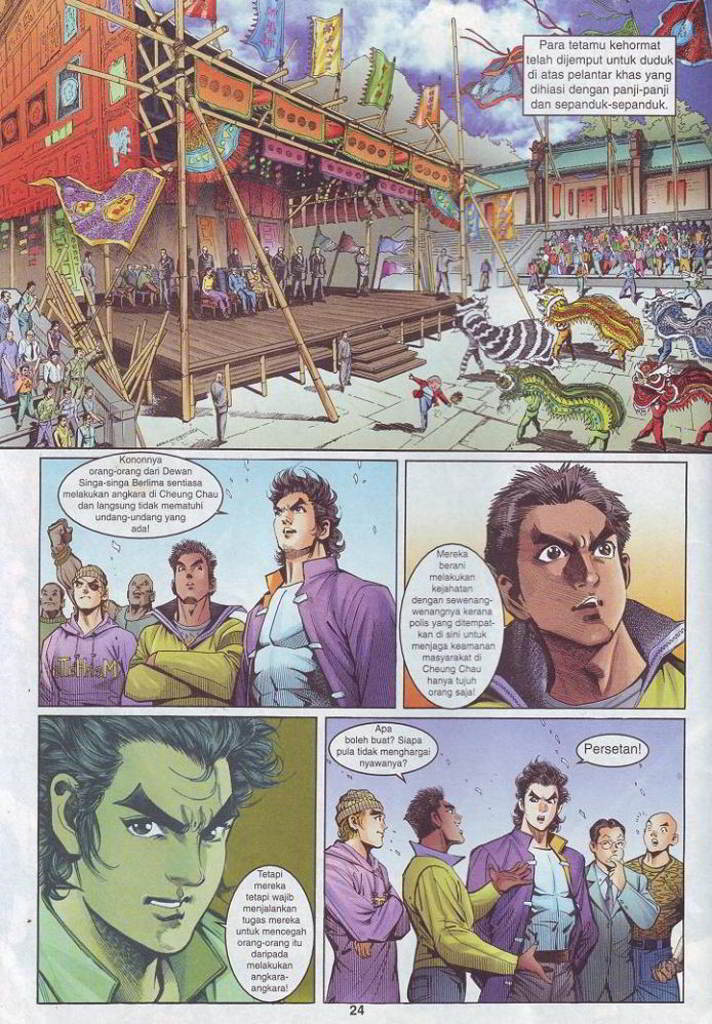 Para tetamu kehormat
telah dijemput untuk duduk
di atas pelantar khas yang
dihiasi dengan panji-panji
dan sepanduk-sepanduk.
Kononnya
orang-orang dari Dewan
Singa-singa Berlima sentiasa
melakukan angkara di Cheung Chau
dan langsung tidak mematuhi
undang-undang yang
ada!
Mereka
berani
melakukan
kejahatan
dengan sewenang-
wenangnya kerana
polis yang ditempat-
kan di sini untuk
menjaga keamanan
masyarakat di
Cheung Chau
hanya tujuh
orang saja!
Tetapi
mereka
tetapi wajib
menjalankan
tugas mereka
untuk mencegah
orang-orang itu
daripada
melakukan
angkara-
angkara!
Apa
boleh buat? Siapa
pula tidak menghargai
nyawanya?
Persetan!
24